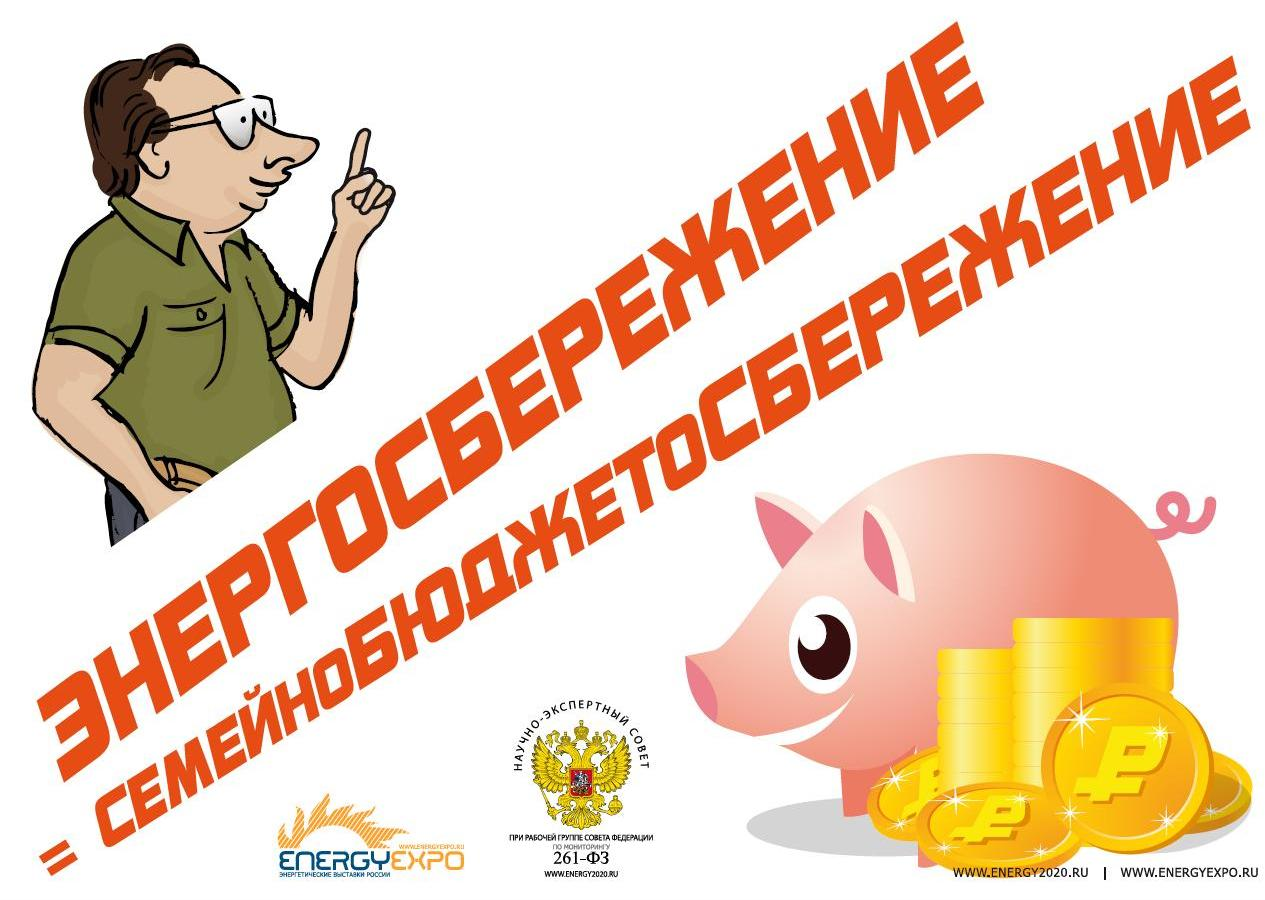 ЭНЕРГОСБЕРЕЖЕНИЕ
= СЕМЕЙНоБЮДЖЕТоСБЕРЕЖЕНИЕ
НАУЧНО-ЭКСПЕРТНЫЙ СОВЕТ
ПРИ РАБОЧЕЙ ГРУППЕ СОВЕТА ФЕДЕРАЦИИ
ПО МОНИТОРИНГУ
261-ФЗ
WWW.ENERGY2020.RU
WWW.ENERGYEXPO.RU
ENERGYEXPO
ЭНЕРГЕТИЧЕСКИЕ ВЫСТАВКИ РОССИИ
WWW.ENERGY2020.RU | WWW.ENERGYEXPO.RU